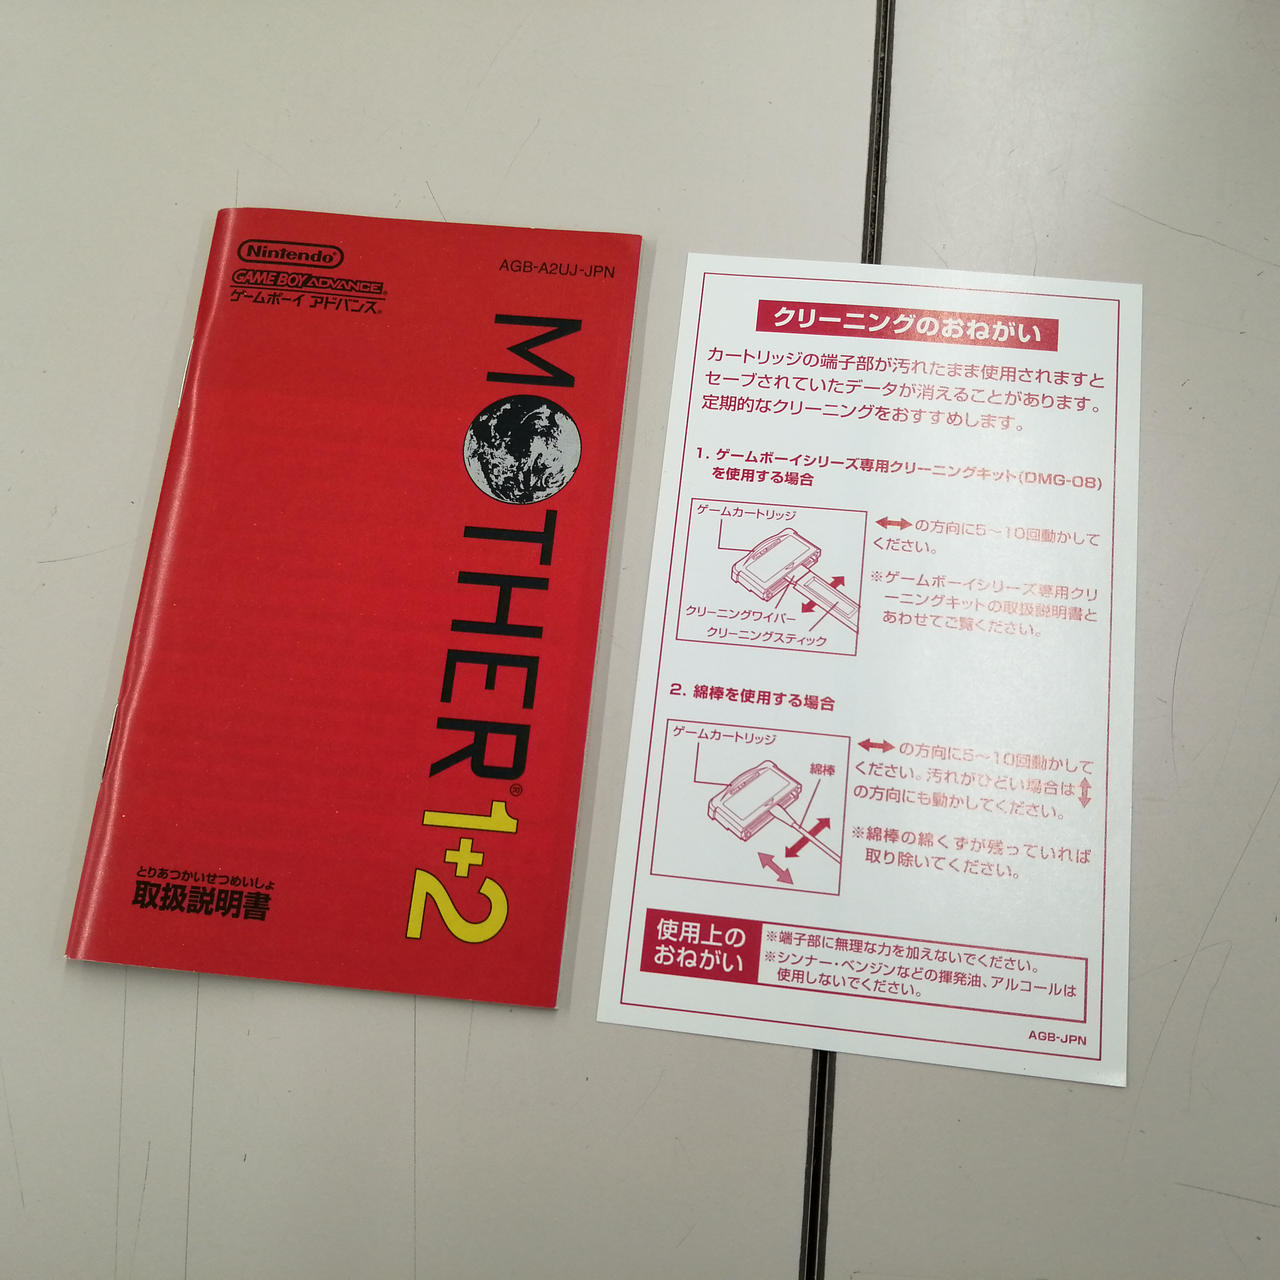 Nintendo®
GAME BOY ADVANCE®
ゲームボーイ アドバンス®
AGB-A2UJ-JPN
MOTHER®1+2
とりあつかいせつめいしょ
取扱説明書
クリーニングのおねがい
カートリッジの端子部が汚れたまま使用されますと
セーブされていたデータが消えることがあります。
定期的なクリーニングをおすすめします。
1. ゲームボーイシリーズ専用クリーニングキット(DMG-08)
を使用する場合
ゲームカートリッジ
クリーニングワイパー
クリーニングスティック
↔の方向に5～10回動かして
ください。
※ゲームボーイシリーズ専用クリ
ーニングキットの取扱説明書と
あわせてご覧ください。
2. 綿棒を使用する場合
ゲームカートリッジ
綿棒
↔の方向に5～10回動かして
ください。汚れがひどい場合は↕
の方向にも動かしてください。
※綿棒の綿くずが残っていれば
取り除いてください。
使用上の
おねがい
※端子部に無理な力を加えないでください。
※シンナー・ベンジンなどの揮発油、アルコールは
使用しないでください。
AGB-JPN